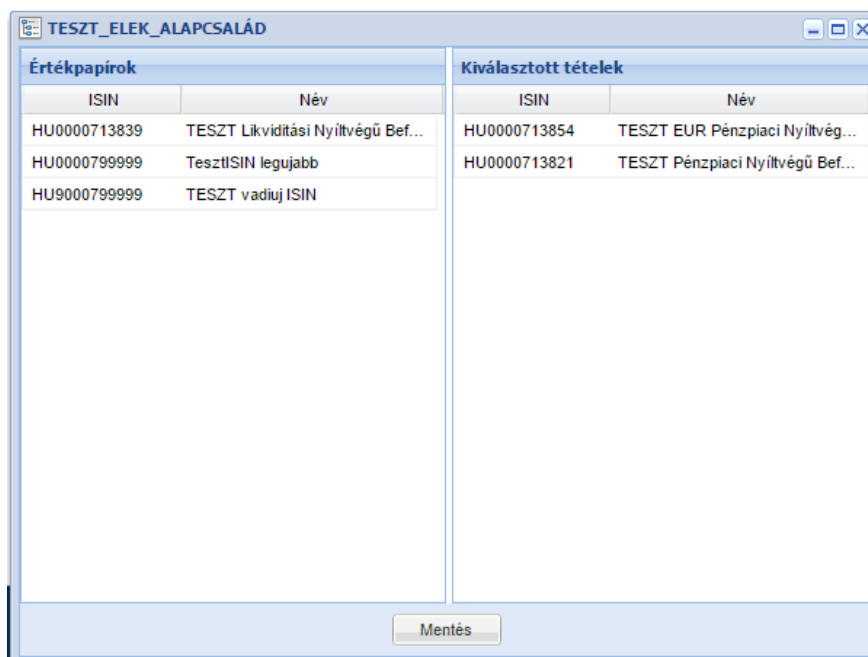 TESZT_ELEK_ALAPCSALÁD
Értékpapírok
ISIN Név
HU0000713839 TESZT Likviditási Nyíltvégű Bef...
HU0000799999 TesztISIN legujabb
HU9000799999 TESZT vadiuj ISIN
Kiválasztott tételek
ISIN Név
HU0000713854 TESZT EUR Pénzpiaci Nyíltvég...
HU0000713821 TESZT Pénzpiaci Nyíltvégű Bef...
Mentés